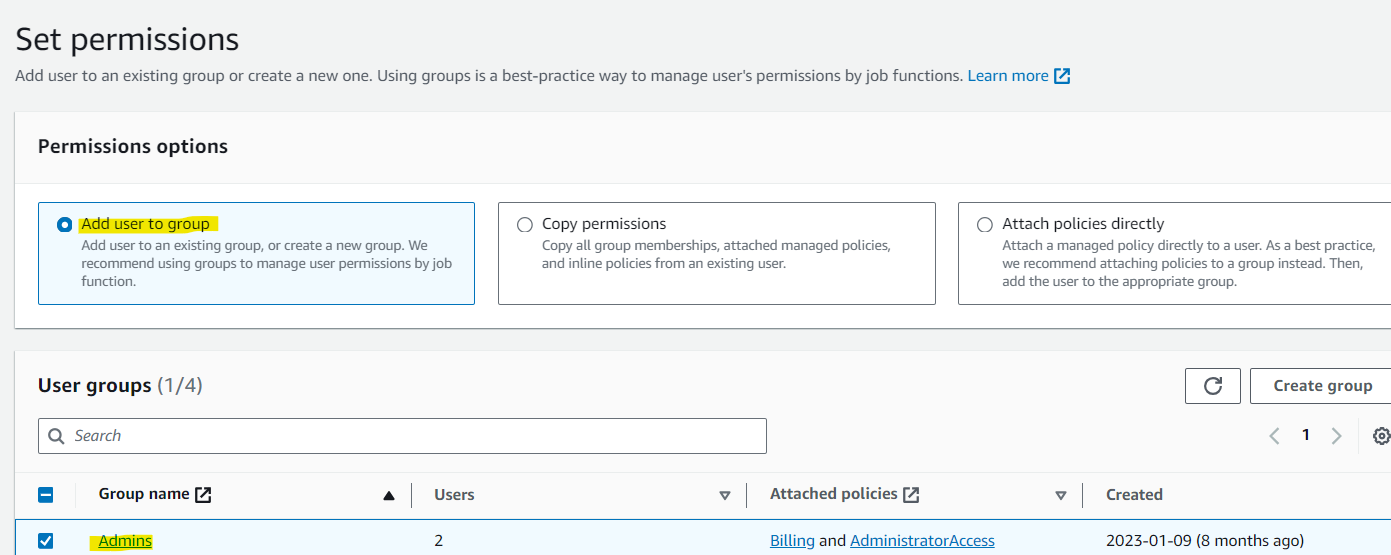 Set permissions
Add user to an existing group or create a new one. Using groups is a best-practice way to manage user's permissions by job functions. Learn more
Permissions options
Add user to group
Add user to an existing group, or create a new group. We
recommend using groups to manage user permissions by job
function.
Copy permissions
Copy all group memberships, attached managed policies,
and inline policies from an existing user.
Attach policies directly
Attach a managed policy directly to a user. As a best practice,
we recommend attaching policies to a group instead. Then,
add the user to the appropriate group.
User groups (1/4)
Create group
Search
1
Group name Users Attached policies Created
Admins 2 Billing and AdministratorAccess 2023-01-09 (8 months ago)